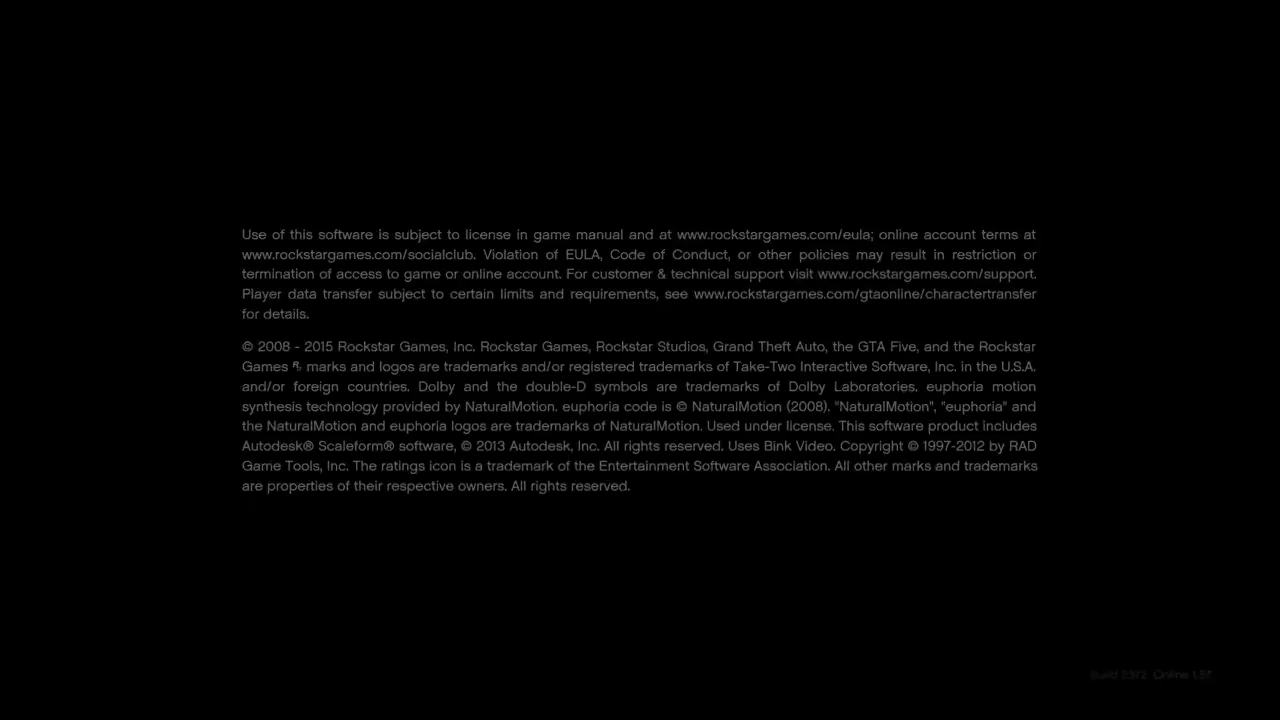 Use of this software is subject to license in game manual and at www.rockstargames.com/eula; online account terms at
www.rockstargames.com/socialclub. Violation of EULA, Code of Conduct, or other policies may result in restriction or
termination of access to game or online account. For customer & technical support visit www.rockstargames.com/support.
Player data transfer subject to certain limits and requirements, see www.rockstargames.com/gtaonline/charactertransfer
for details.
© 2008 - 2015 Rockstar Games, Inc. Rockstar Games, Rockstar Studios, Grand Theft Auto, the GTA Five, and the Rockstar
Games R* marks and logos are trademarks and/or registered trademarks of Take-Two Interactive Software, Inc. in the U.S.A.
and/or foreign countries. Dolby and the double-D symbols are trademarks of Dolby Laboratories. euphoria motion
synthesis technology provided by NaturalMotion. euphoria code is © NaturalMotion (2008). "NaturalMotion", "euphoria" and
the NaturalMotion and euphoria logos are trademarks of NaturalMotion. Used under license. This software product includes
Autodesk® Scaleform® software, © 2013 Autodesk, Inc. All rights reserved. Uses Bink Video. Copyright © 1997-2012 by RAD
Game Tools, Inc. The ratings icon is a trademark of the Entertainment Software Association. All other marks and trademarks
are properties of their respective owners. All rights reserved.
Build Online